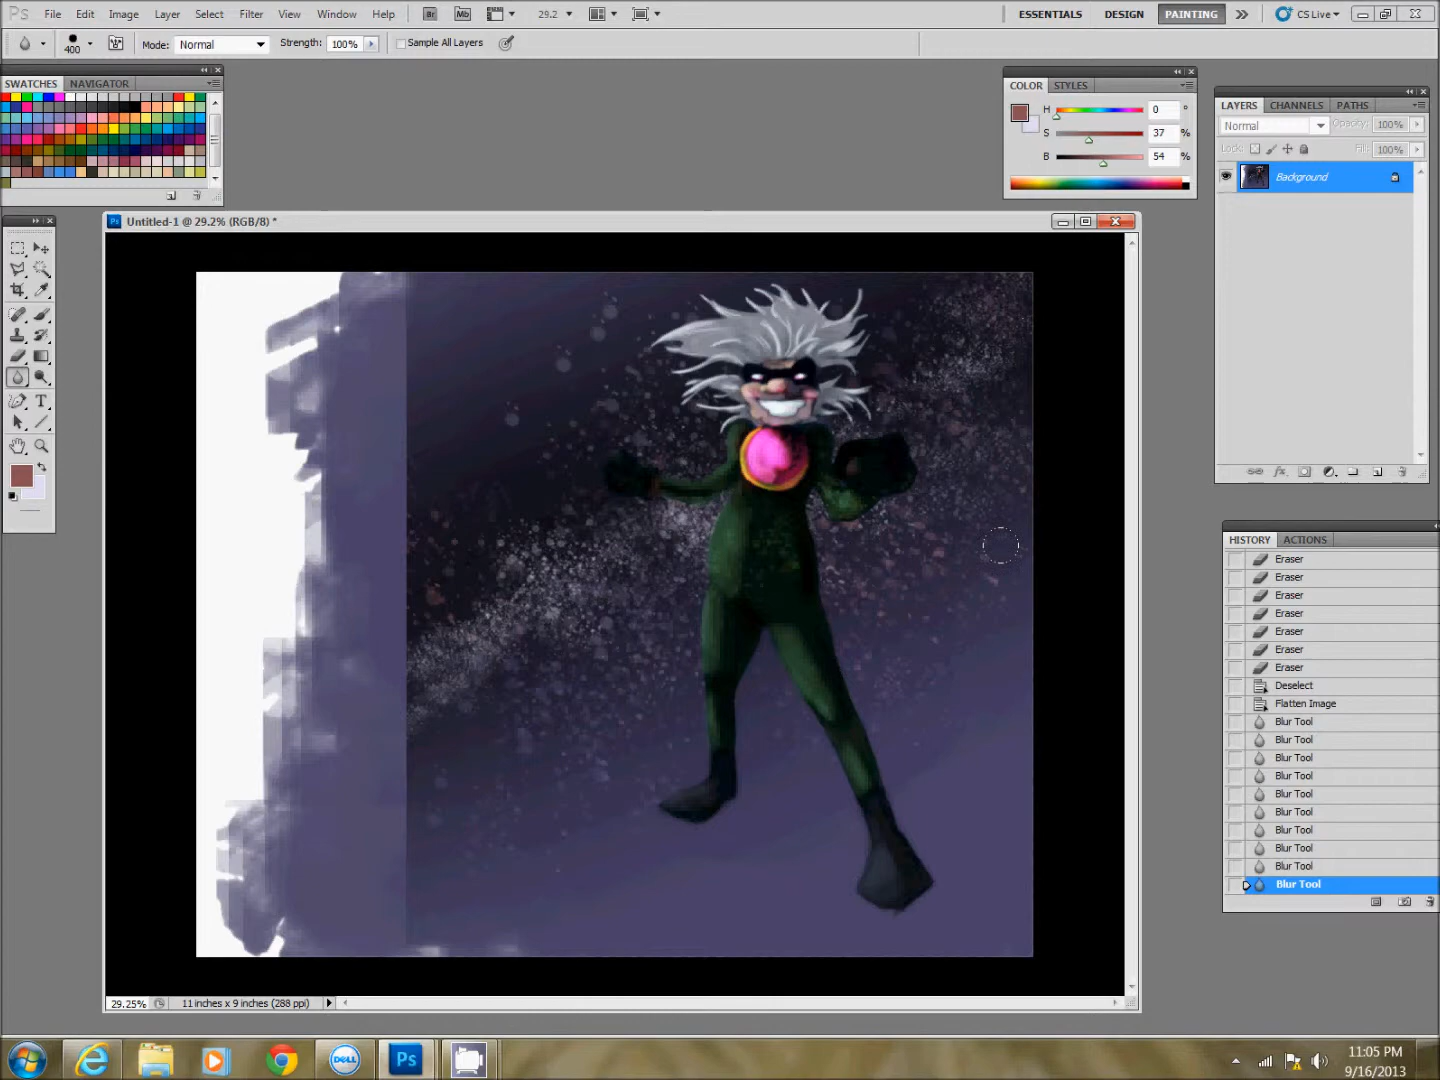 Ps File Edit Image Layer Select Filter View Window Help Br Mb 29.2 ESSENTIALS DESIGN PAINTING CS Live
400 Mode: Normal Strength: 100% Sample All Layers
SWATCHES NAVIGATOR
COLOR STYLES
H 0 °
S 37 %
B 54 %
LAYERS CHANNELS PATHS
Normal Opacity: 100%
Lock: Fill: 100%
Background
Ps Untitled-1 @ 29.2% (RGB/8) *
T
HISTORY ACTIONS
Eraser
Eraser
Eraser
Eraser
Eraser
Eraser
Eraser
Deselect
Flatten Image
Blur Tool
Blur Tool
Blur Tool
Blur Tool
Blur Tool
Blur Tool
Blur Tool
Blur Tool
Blur Tool
Blur Tool
fx
29.25% 11 inches x 9 inches (288 ppi)
DELL Ps
11:05 PM
9/16/2013